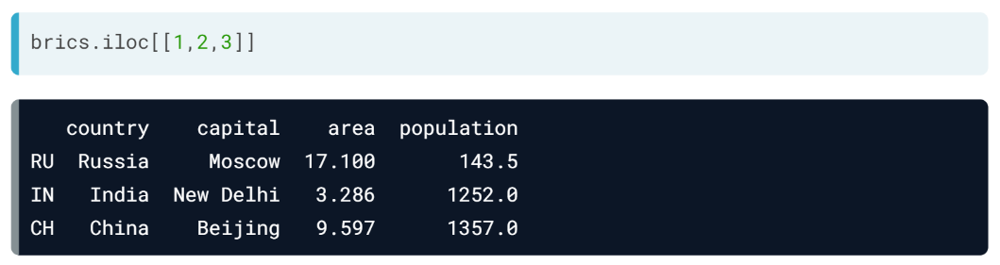 brics.iloc[[1,2,3]]
country capital area population
RU Russia Moscow 17.100 143.5
IN India New Delhi 3.286 1252.0
CH China Beijing 9.597 1357.0